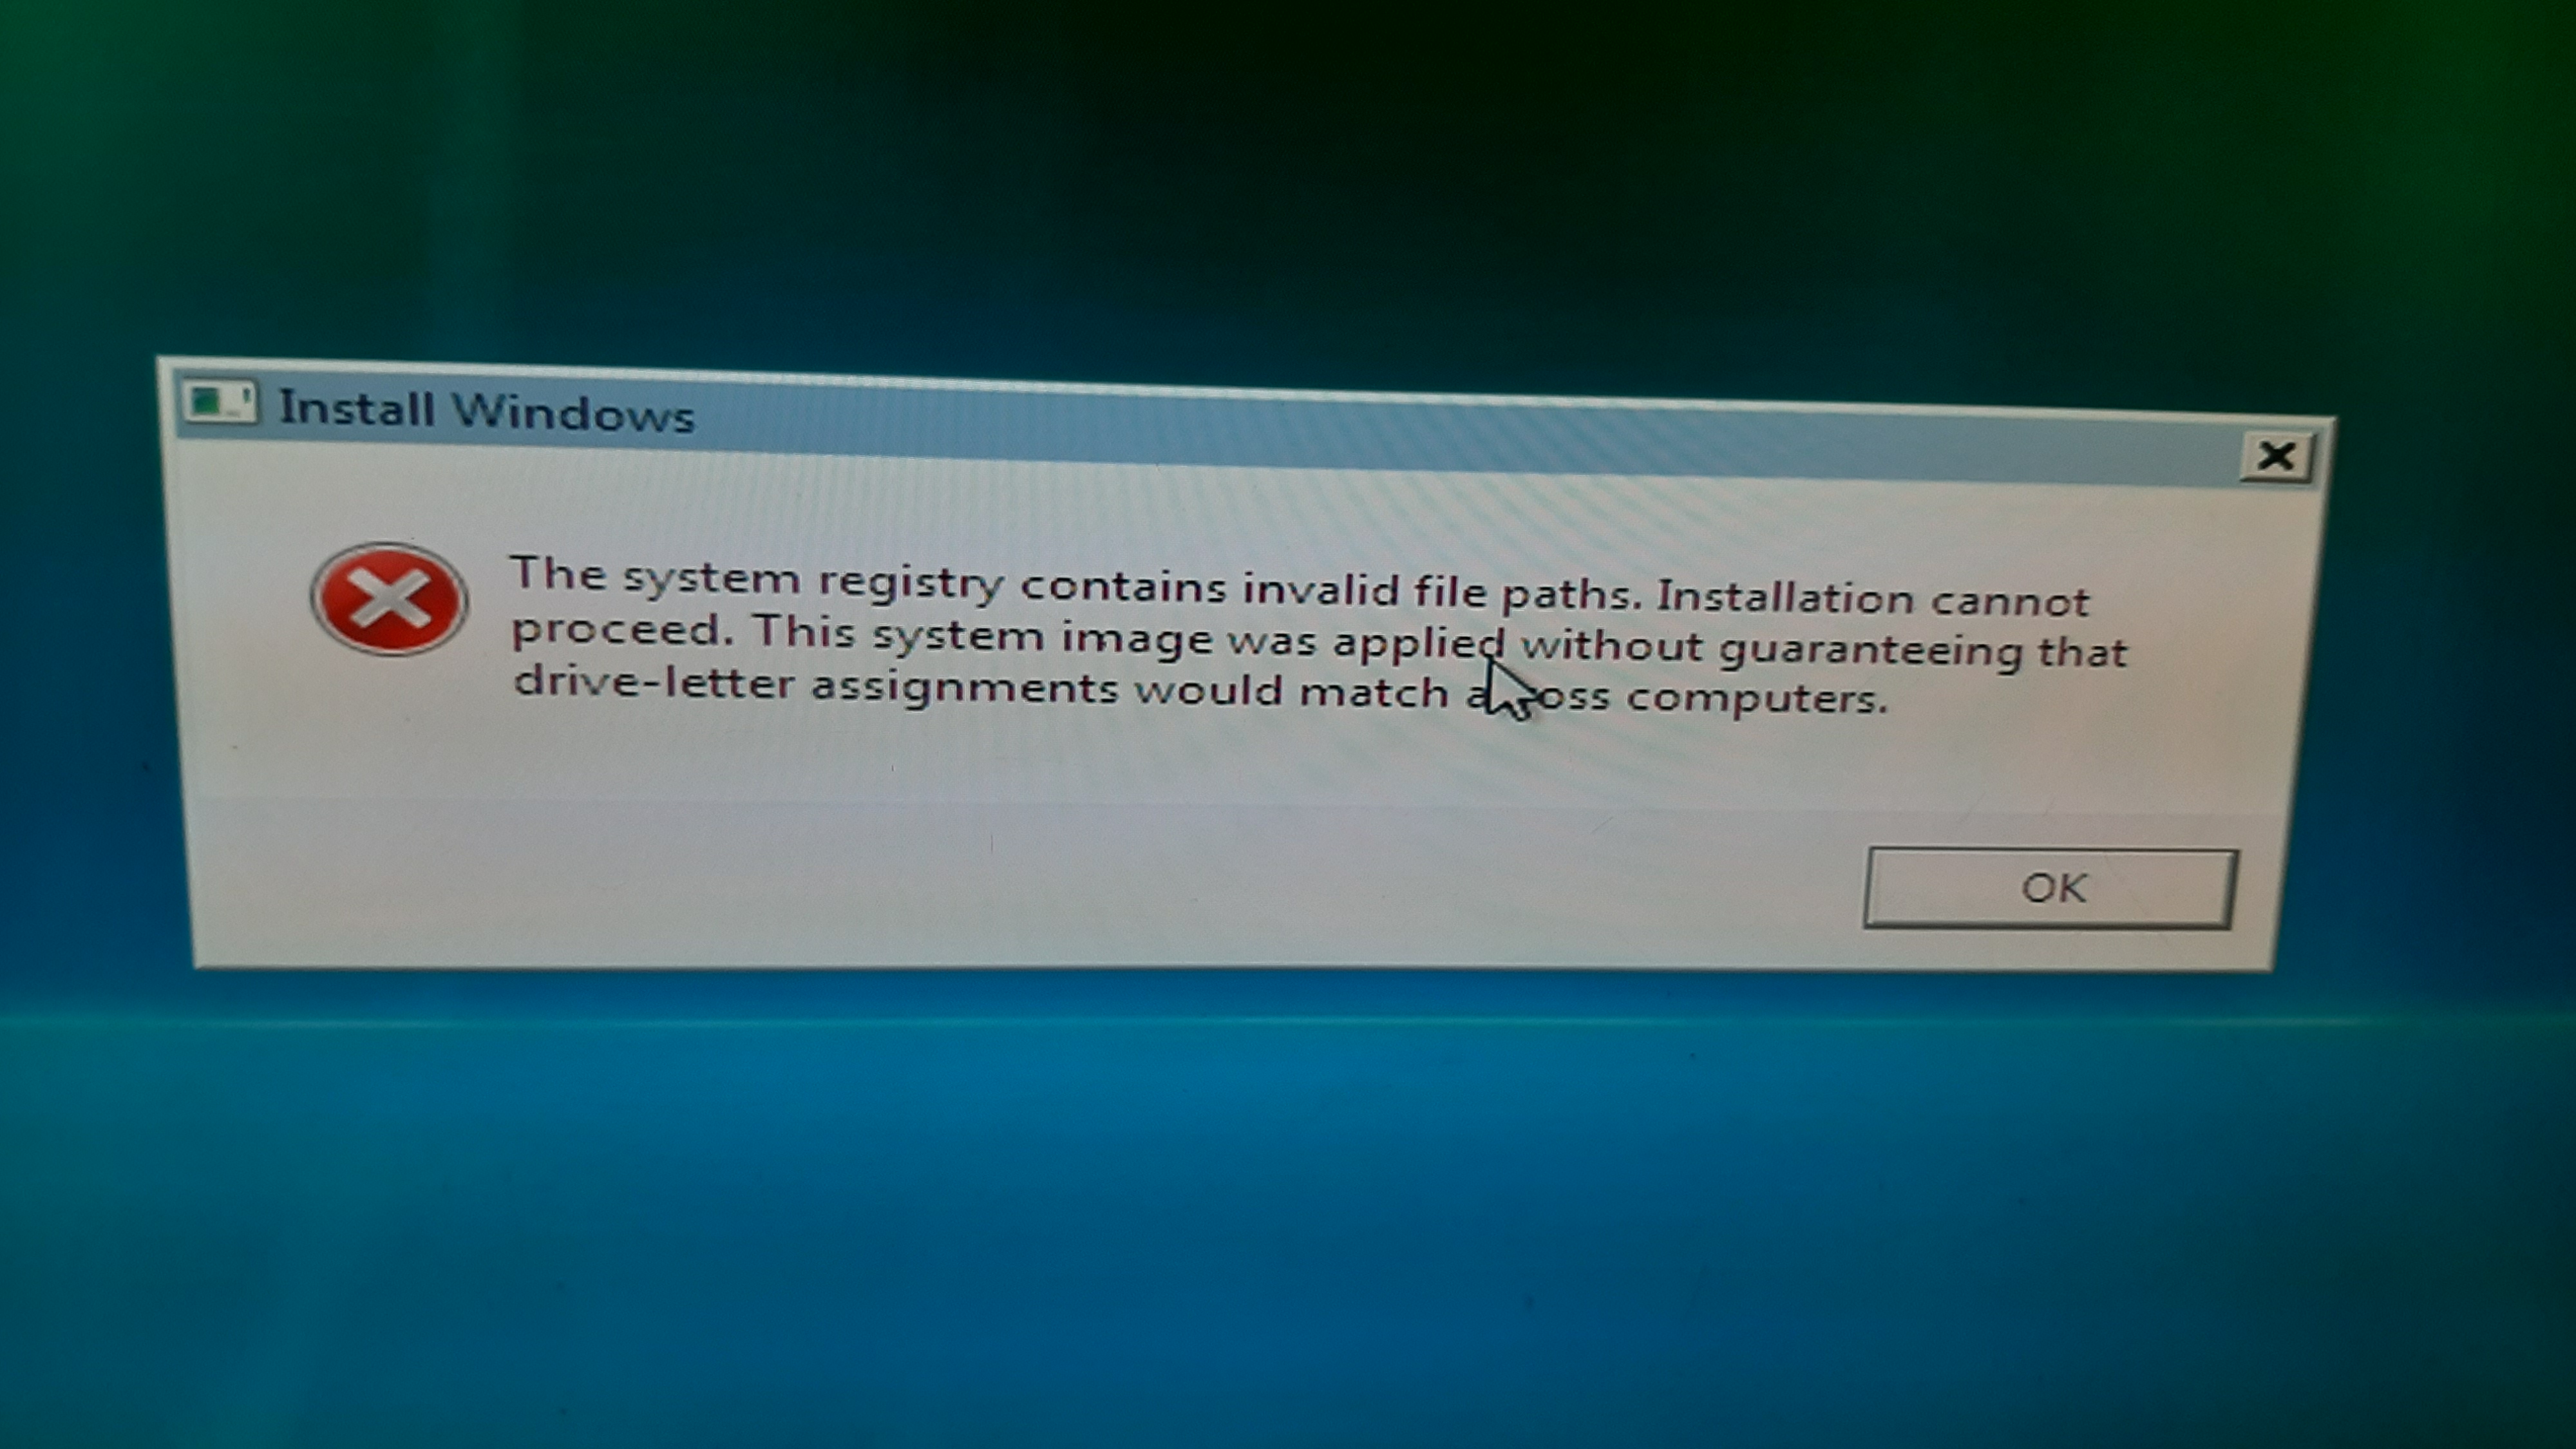 Install Windows
The system registry contains invalid file paths. Installation cannot
proceed. This system image was applied without guaranteeing that
drive-letter assignments would match across computers.
OK